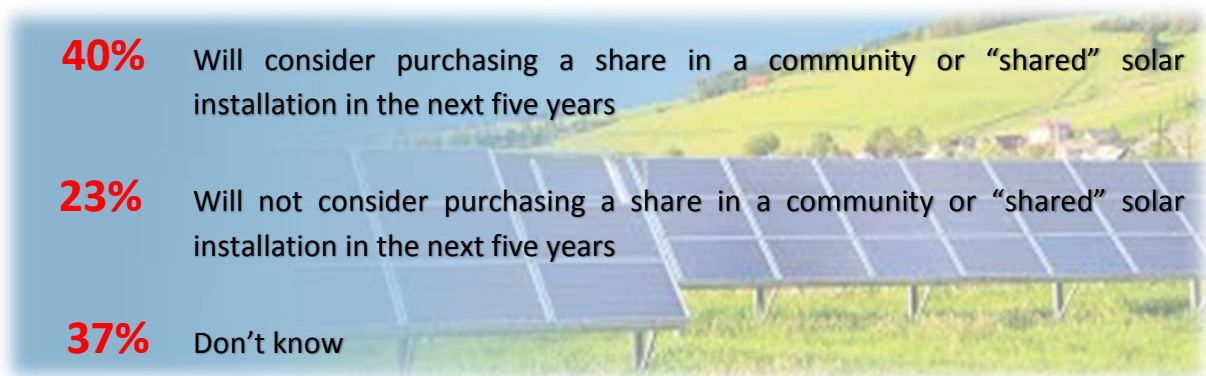 40% Will consider purchasing a share in a community or “shared” solar
installation in the next five years
23% Will not consider purchasing a share in a community or “shared” solar
installation in the next five years
37% Don’t know